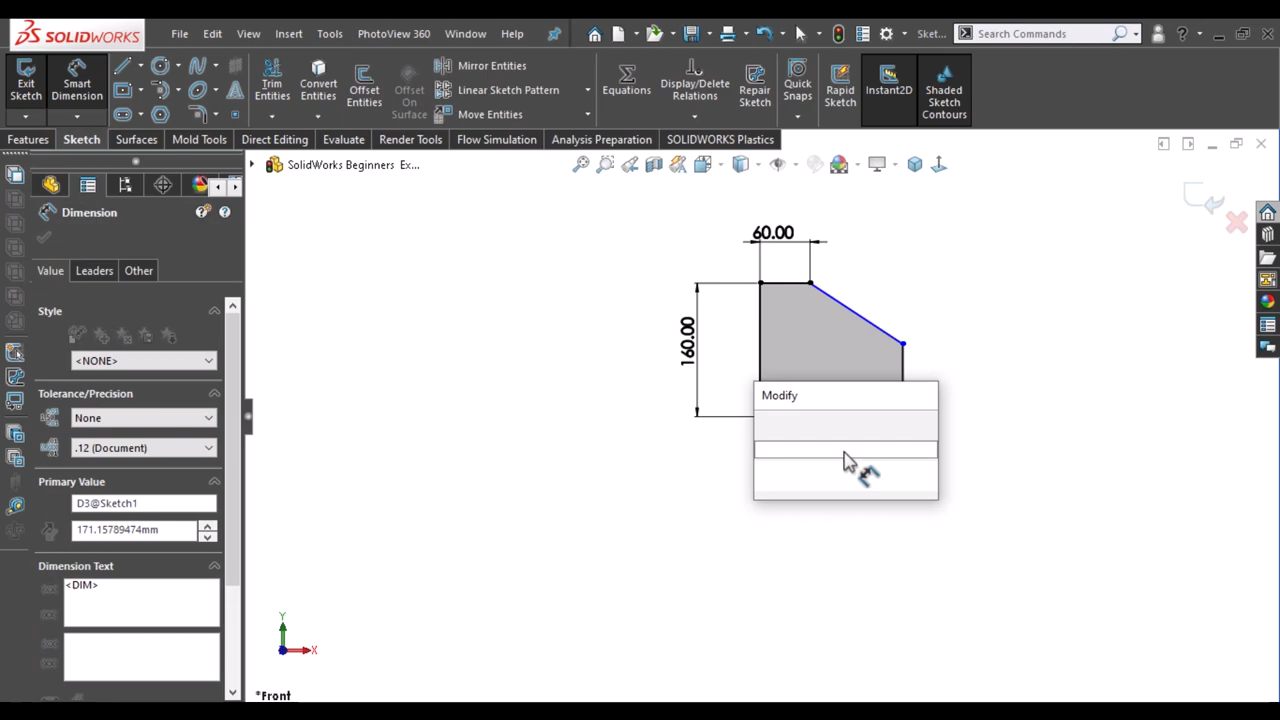 SOLIDWORKS
File Edit View Insert Tools PhotoView 360 Window Help
Sket...
Search Commands
Exit Sketch
Smart Dimension
Trim Entities
Convert Entities
Offset Entities
Offset On Surface
Mirror Entities
Linear Sketch Pattern
Move Entities
Equations
Display/Delete Relations
Repair Sketch
Quick Snaps
Rapid Sketch
Instant2D
Shaded Sketch Contours
Features Sketch Surfaces Mold Tools Direct Editing Evaluate Render Tools Flow Simulation Analysis Preparation SOLIDWORKS Plastics
SolidWorks Beginners Ex...
Dimension
Value Leaders Other
Style
<NONE>
Tolerance/Precision
None
.12 (Document)
Primary Value
D3@Sketch1
171.15789474mm
Dimension Text
<DIM>
60.00
160.00
Modify
Y
X
*Front